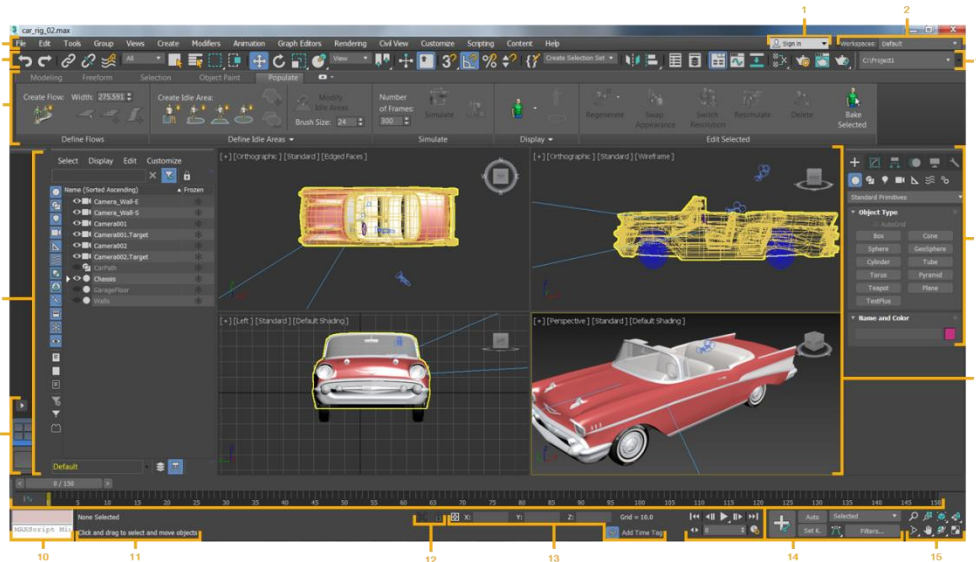 1
2
car_rig_02.max
File Edit Tools Group Views Create Modifiers Animation Graph Editors Rendering Civil View Customize Scripting Content Help
Sign In
Workspaces: Default
All
View
Create Selection Set
C:\Project1
Modeling Freeform Selection Object Paint Populate
Create Flow: Width: 275.591
Create Idle Area:
Modify
Idle Areas
Brush Size: 24
Number
of Frames:
300
Simulate
Regenerate
Swap
Appearance
Switch
Resolution
Resimulate
Delete
Bake
Selected
Define Flows
Define Idle Areas
Simulate
Display
Edit Selected
Select Display Edit Customize
Name (Sorted Ascending) Frozen
Camera_Wall-E
Camera_Wall-S
Camera001
Camera001.Target
Camera002
Camera002.Target
CarPath
Chassis
GarageFloor
Walls
Default
[+] [Orthographic] [Standard] [Edged Faces]
[+] [Orthographic] [Standard] [Wireframe]
[+] [Left] [Standard] [Default Shading]
[+] [Perspective] [Standard] [Default Shading]
Standard Primitives
Object Type
AutoGrid
Box Cone
Sphere GeoSphere
Cylinder Tube
Torus Pyramid
Teapot Plane
TextPlus
Name and Color
0 / 150
5 10 15 20 25 30 35 40 45 50 55 60 65 70 75 80 85 90 95 100 105 110 115 120 125 130 135 140 145 150
None Selected
X: Y: Z:
Grid = 10.0
Auto Selected
MAXScript Mi
Click and drag to select and move objects
Add Time Tag
0
Set K. Filters...
10 11 12 13 14 15